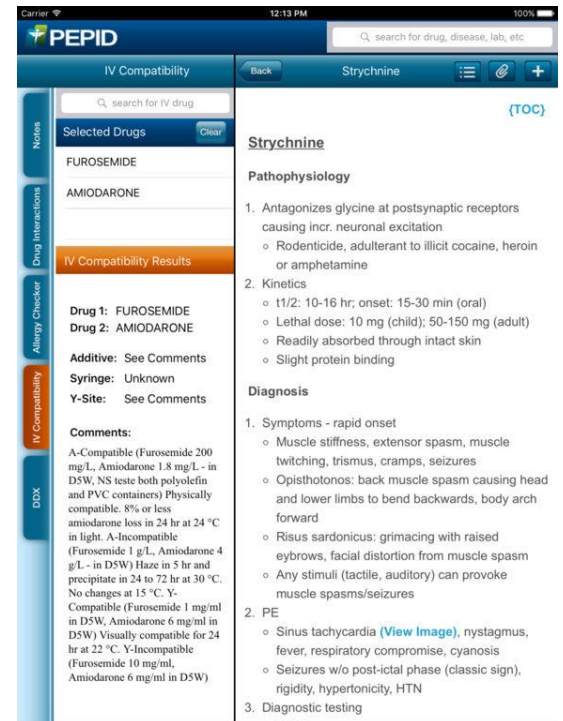 Carrier 12:13 PM 100%
PEPID
search for drug, disease, lab, etc
IV Compatibility
Back
Strychnine
Notes
Drug Interactions
Allergy Checker
IV Compatibility
DDX
search for IV drug
Selected Drugs
Clear
FUROSEMIDE
AMIODARONE
IV Compatibility Results
Drug 1: FUROSEMIDE
Drug 2: AMIODARONE
Additive: See Comments
Syringe: Unknown
Y-Site: See Comments
Comments:
A-Compatible (Furosemide 200
mg/L, Amiodarone 1.8 mg/L - in
D5W, NS teste both polyolefin
and PVC containers) Physically
compatible. 8% or less
amiodarone loss in 24 hr at 24 °C
in light. A-Incompatible
(Furosemide 1 g/L, Amiodarone 4
g/L - in D5W) Haze in 5 hr and
precipitate in 24 to 72 hr at 30 °C.
No changes at 15 °C. Y-
Compatible (Furosemide 1 mg/ml
in D5W, Amiodarone 6 mg/ml in
D5W) Visually compatible for 24
hr at 22 °C. Y-Incompatible
(Furosemide 10 mg/ml,
Amiodarone 6 mg/ml in D5W)
{TOC}
Strychnine
Pathophysiology
1. Antagonizes glycine at postsynaptic receptors
causing incr. neuronal excitation
○ Rodenticide, adulterant to illicit cocaine, heroin
or amphetamine
2. Kinetics
○ t1/2: 10-16 hr; onset: 15-30 min (oral)
○ Lethal dose: 10 mg (child); 50-150 mg (adult)
○ Readily absorbed through intact skin
○ Slight protein binding
Diagnosis
1. Symptoms - rapid onset
○ Muscle stiffness, extensor spasm, muscle
twitching, trismus, cramps, seizures
○ Opisthotonos: back muscle spasm causing head
and lower limbs to bend backwards, body arch
forward
○ Risus sardonicus: grimacing with raised
eybrows, facial distortion from muscle spasm
○ Any stimuli (tactile, auditory) can provoke
muscle spasms/seizures
2. PE
○ Sinus tachycardia (View Image), nystagmus,
fever, respiratory compromise, cyanosis
○ Seizures w/o post-ictal phase (classic sign),
rigidity, hypertonicity, HTN
3. Diagnostic testing